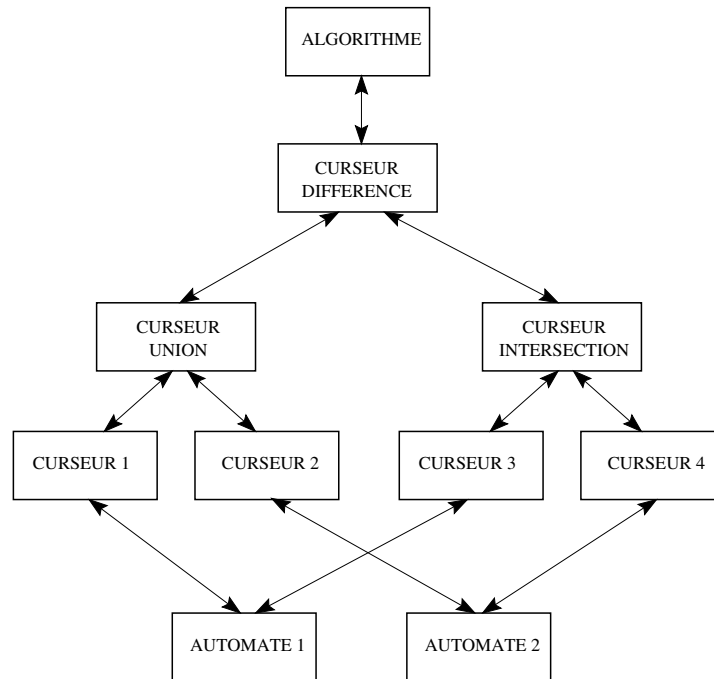 ALGORITHME
CURSEUR
DIFFERENCE
CURSEUR
UNION
CURSEUR
INTERSECTION
CURSEUR 1
CURSEUR 2
CURSEUR 3
CURSEUR 4
AUTOMATE 1
AUTOMATE 2